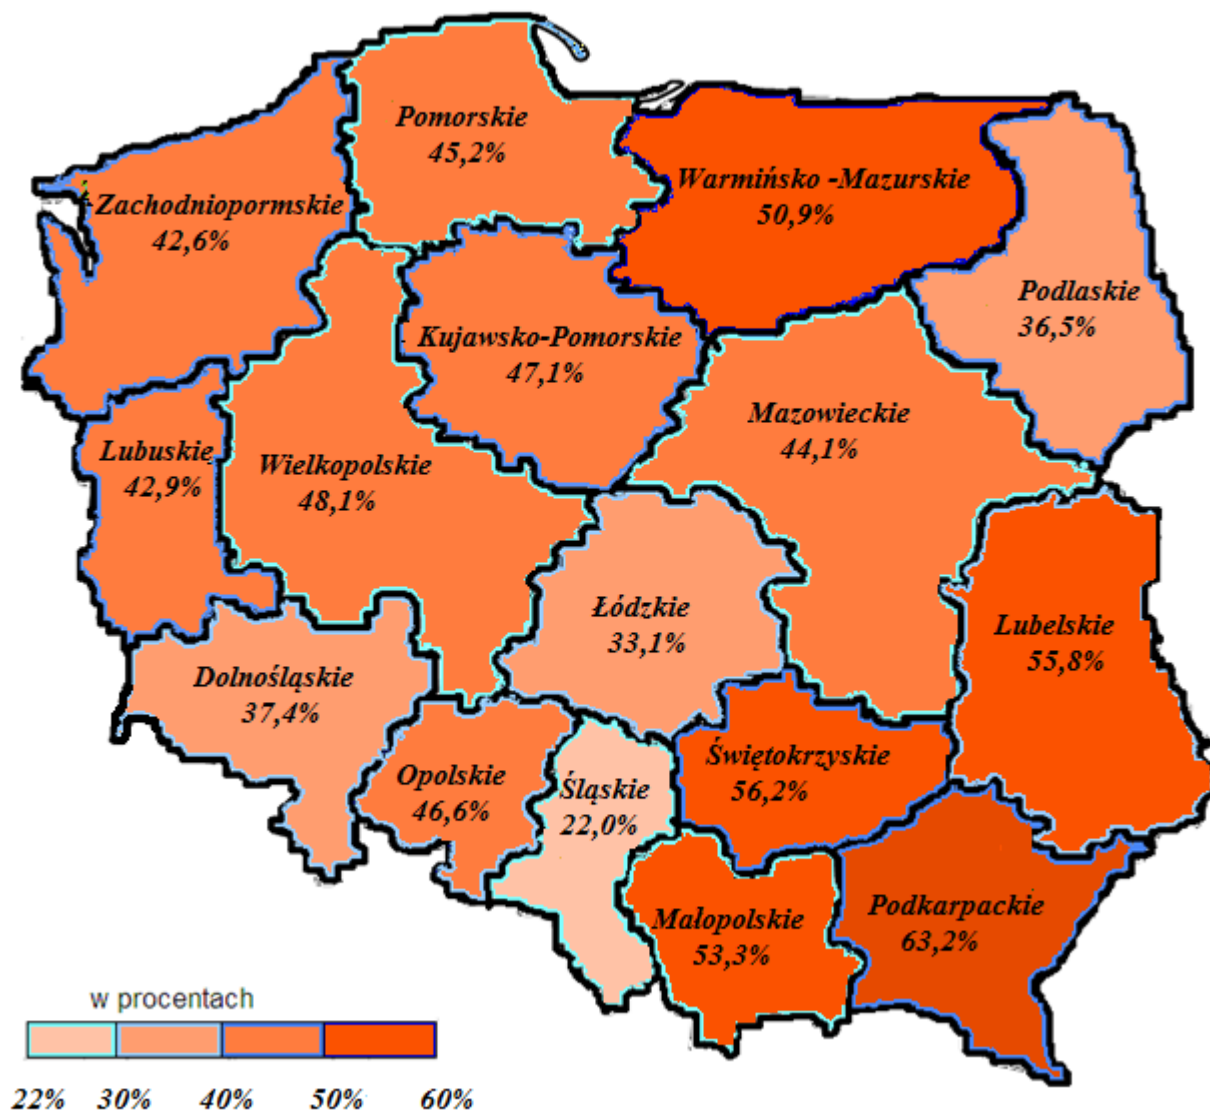 Pomorskie
45,2%
Warmińsko -Mazurskie
50,9%
Zachodniopormskie
42,6%
Podlaskie
36,5%
Kujawsko-Pomorskie
47,1%
Mazowieckie
44,1%
Lubuskię
42,9%
Wielkopolskie
48,1%
Łódzkie
33,1%
Lubelskie
55,8%
Dolnośląskie
37,4%
Opolskie
46,6%
Śląskie
22,0%
Świętokrzyskie
56,2%
Małopolskie
53,3%
Podkarpackie
63,2%
w procentach
22% 30% 40% 50% 60%